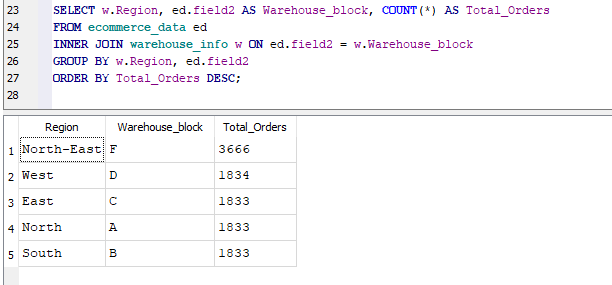 23 SELECT w.Region, ed.field2 AS Warehouse_block, COUNT(*) AS Total_Orders
24 FROM ecommerce_data ed
25 INNER JOIN warehouse_info w ON ed.field2 = w.Warehouse_block
26 GROUP BY w.Region, ed.field2
27 ORDER BY Total_Orders DESC;
28
Region Warehouse_block Total_Orders
1 North-East F 3666
2 West D 1834
3 East C 1833
4 North A 1833
5 South B 1833